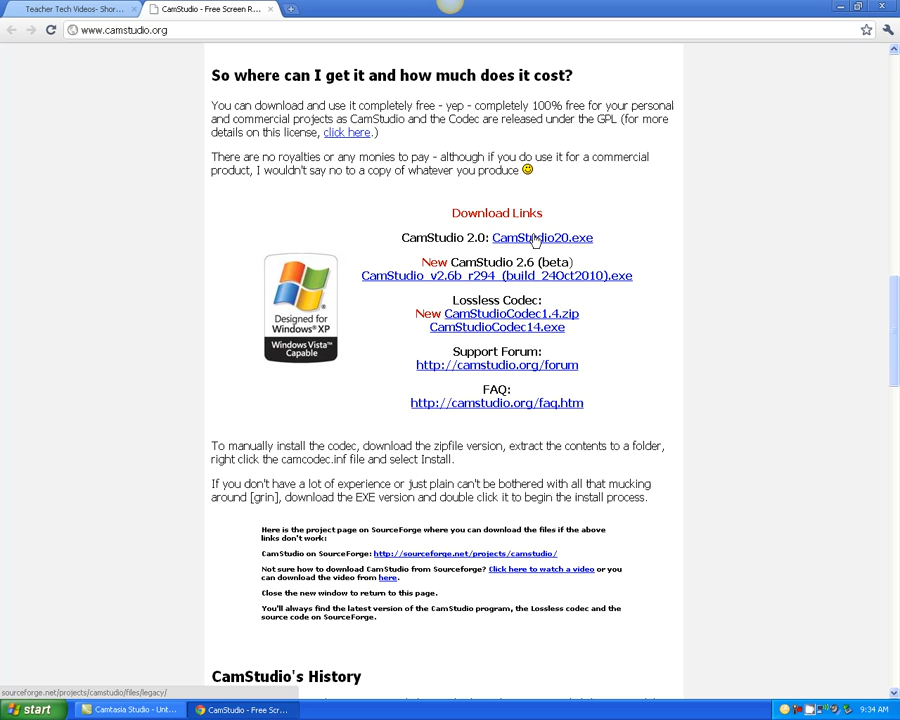 Teacher Tech Videos- Shor...
CamStudio - Free Screen R...
www.camstudio.org
So where can I get it and how much does it cost?
You can download and use it completely free - yep - completely 100% free for your personal
and commercial projects as CamStudio and the Codec are released under the GPL (for more
details on this license, click here.)
There are no royalties or any monies to pay - although if you do use it for a commercial
product, I wouldn't say no to a copy of whatever you produce
Download Links
CamStudio 2.0: CamStudio20.exe
New CamStudio 2.6 (beta)
CamStudio_v2.6b_r294_(build_24Oct2010).exe
Lossless Codec:
New CamStudioCodec1.4.zip
CamStudioCodec14.exe
Support Forum:
http://camstudio.org/forum
FAQ:
http://camstudio.org/faq.htm
Designed for
Windows® XP
Windows Vista™
Capable
To manually install the codec, download the zipfile version, extract the contents to a folder,
right click the camcodec.inf file and select Install.
If you don't have a lot of experience or just plain can't be bothered with all that mucking
around [grin], download the EXE version and double click it to begin the install process.
Here is the project page on SourceForge where you can download the files if the above
links don't work:
CamStudio on SourceForge: http://sourceforge.net/projects/camstudio/
Not sure how to download CamStudio from Sourceforge? Click here to watch a video or you
can download the video from here.
Close the new window to return to this page.
You'll always find the latest version of the CamStudio program, the Lossless codec and the
source code on SourceForge.
CamStudio's History
sourceforge.net/projects/camstudio/files/legacy/
start
Camtasia Studio - Unt...
CamStudio - Free Scr...
9:34 AM